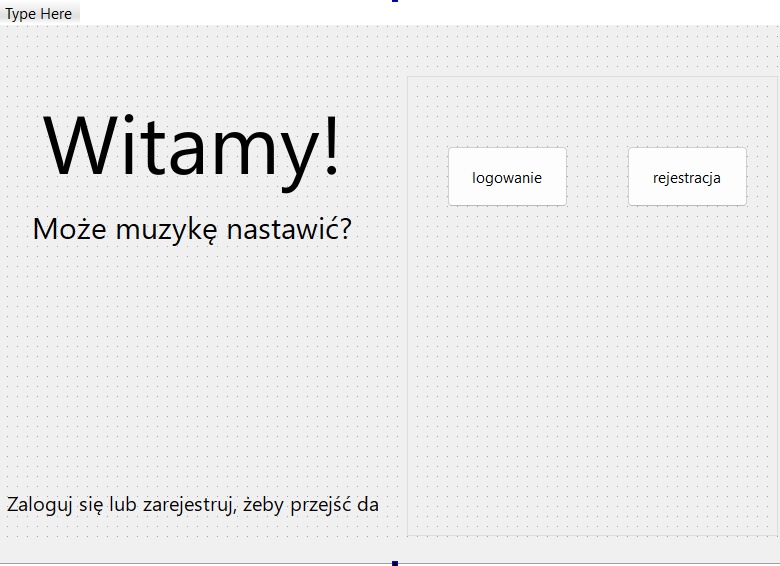 Type Here
Witamy!
Może muzykę nastawić?
logowanie
rejestracja
Zaloguj się lub zarejestruj, żeby przejść da